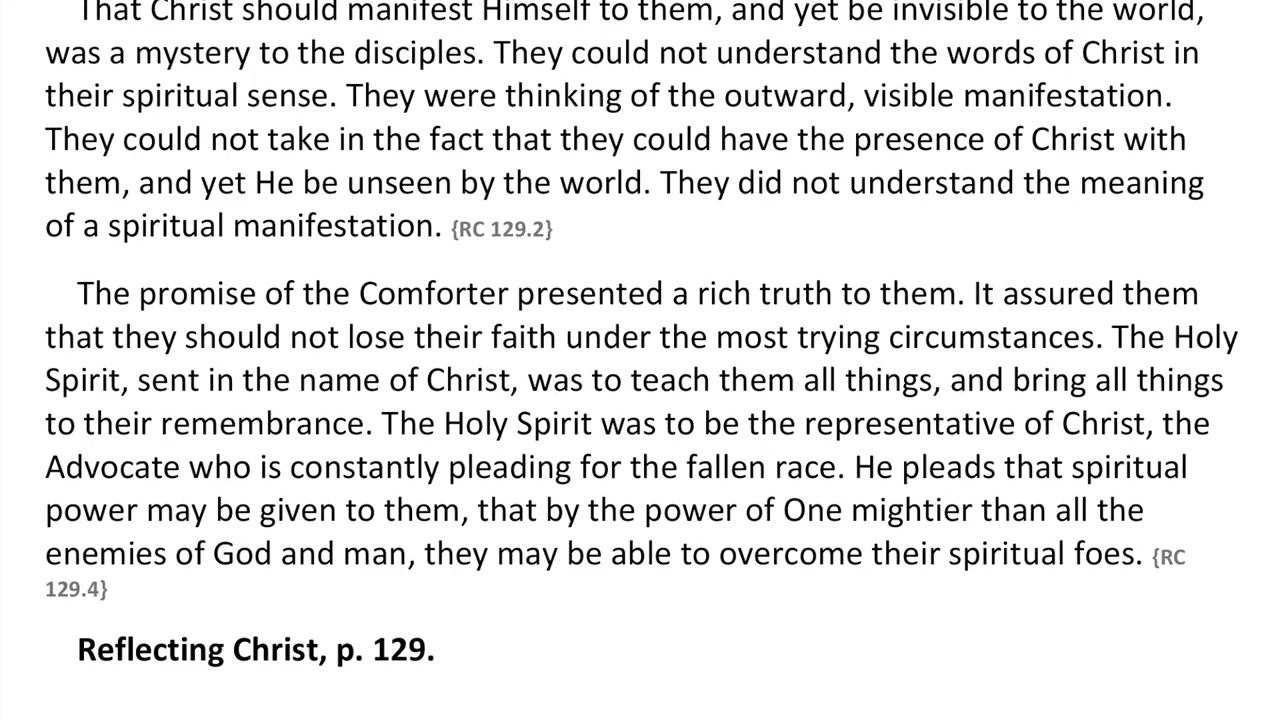 That Christ should manifest Himself to them, and yet be invisible to the world,
was a mystery to the disciples. They could not understand the words of Christ in
their spiritual sense. They were thinking of the outward, visible manifestation.
They could not take in the fact that they could have the presence of Christ with
them, and yet He be unseen by the world. They did not understand the meaning
of a spiritual manifestation. {RC 129.2}
The promise of the Comforter presented a rich truth to them. It assured them
that they should not lose their faith under the most trying circumstances. The Holy
Spirit, sent in the name of Christ, was to teach them all things, and bring all things
to their remembrance. The Holy Spirit was to be the representative of Christ, the
Advocate who is constantly pleading for the fallen race. He pleads that spiritual
power may be given to them, that by the power of One mightier than all the
enemies of God and man, they may be able to overcome their spiritual foes. {RC
129.4}
Reflecting Christ, p. 129.